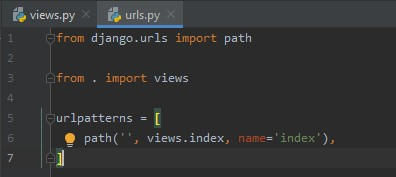 views.py urls.py
1 from django.urls import path
2
3 from . import views
4
5 urlpatterns = [
6     path('', views.index, name='index'),
7 ]